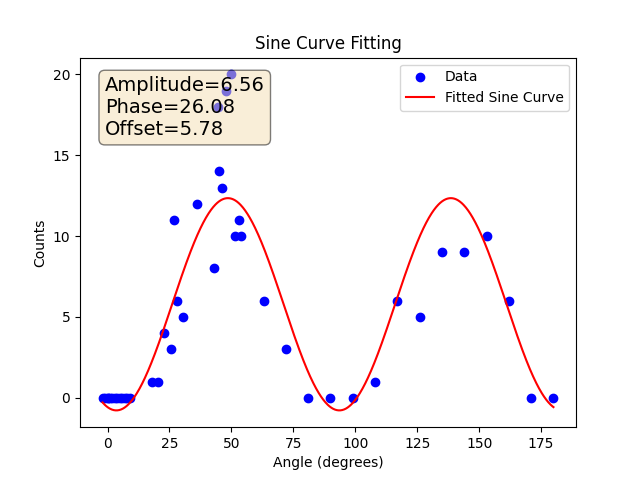 Sine Curve Fitting
Amplitude=6.56
Phase=26.08
Offset=5.78
Data
Fitted Sine Curve
20
15
10
5
0
Counts
0 25 50 75 100 125 150 175
Angle (degrees)